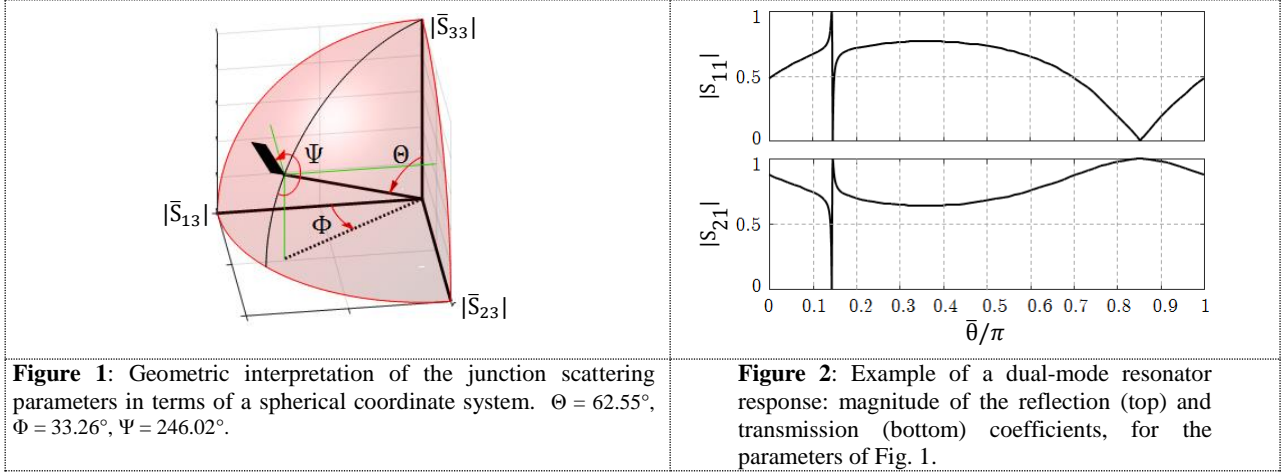 |S̅₃₃|
Ψ
Θ
|S̅₁₃|
Φ
|S̅₂₃|
Figure 1: Geometric interpretation of the junction scattering
parameters in terms of a spherical coordinate system. Θ = 62.55°,
Φ = 33.26°, Ψ = 246.02°.
1
|S₁₁|
0.5
0
1
|S₂₁|
0.5
0
0 0.1 0.2 0.3 0.4 0.5 0.6 0.7 0.8 0.9 1
θ̅/π
Figure 2: Example of a dual-mode resonator
response: magnitude of the reflection (top) and
transmission (bottom) coefficients, for the
parameters of Fig. 1.